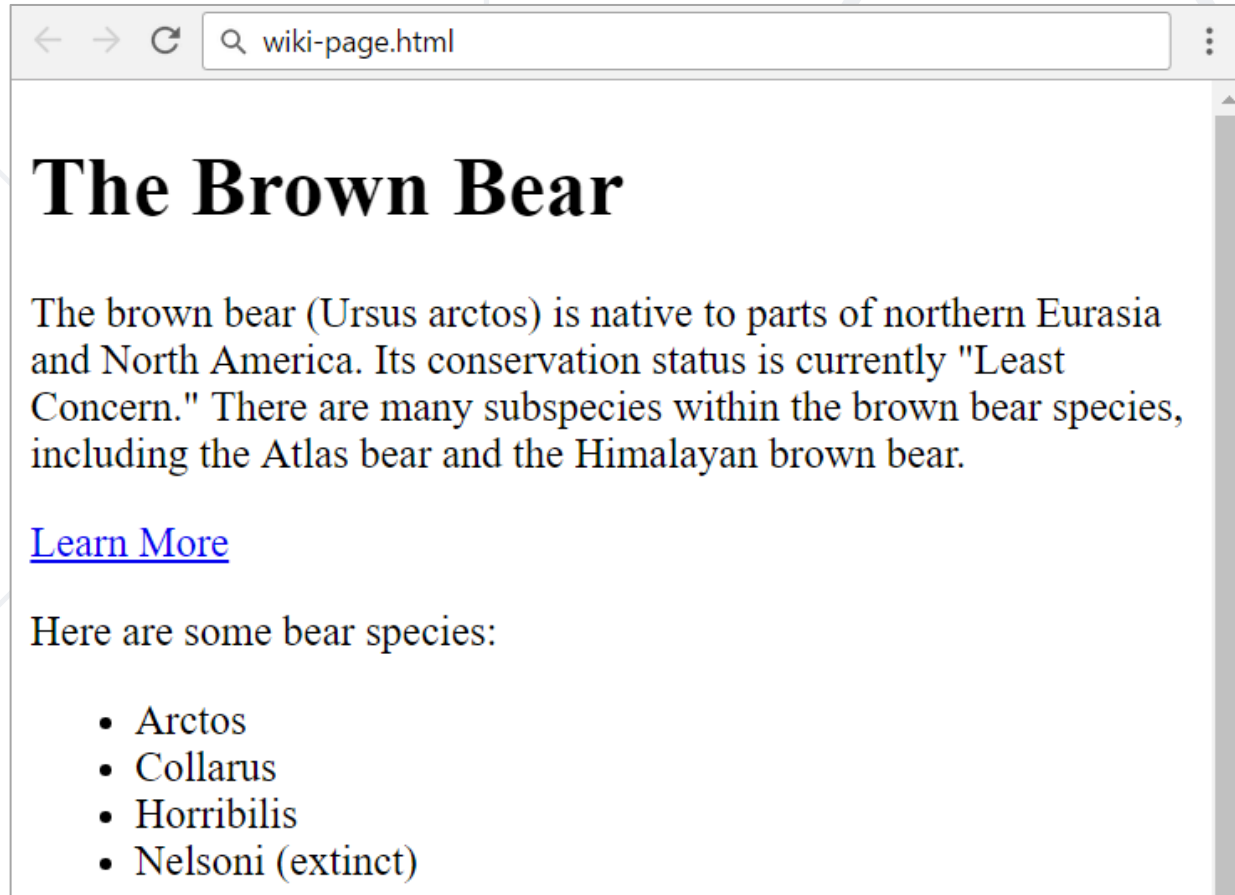 wiki-page.html
The Brown Bear
The brown bear (Ursus arctos) is native to parts of northern Eurasia
and North America. Its conservation status is currently "Least
Concern." There are many subspecies within the brown bear species,
including the Atlas bear and the Himalayan brown bear.
Learn More
Here are some bear species:
• Arctos
• Collarus
• Horribilis
• Nelsoni (extinct)